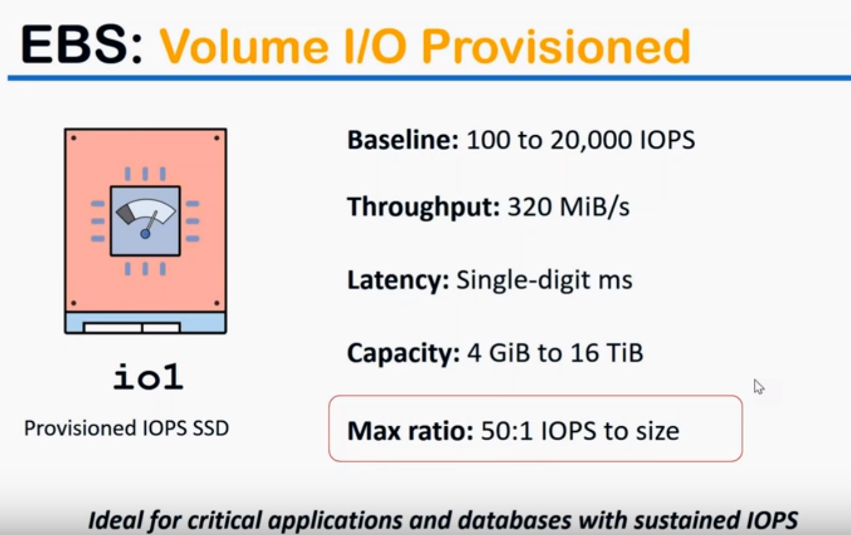 EBS: Volume I/O Provisioned
Baseline: 100 to 20,000 IOPS
Throughput: 320 MiB/s
Latency: Single-digit ms
Capacity: 4 GiB to 16 TiB
io1
Provisioned IOPS SSD
Max ratio: 50:1 IOPS to size
Ideal for critical applications and databases with sustained IOPS